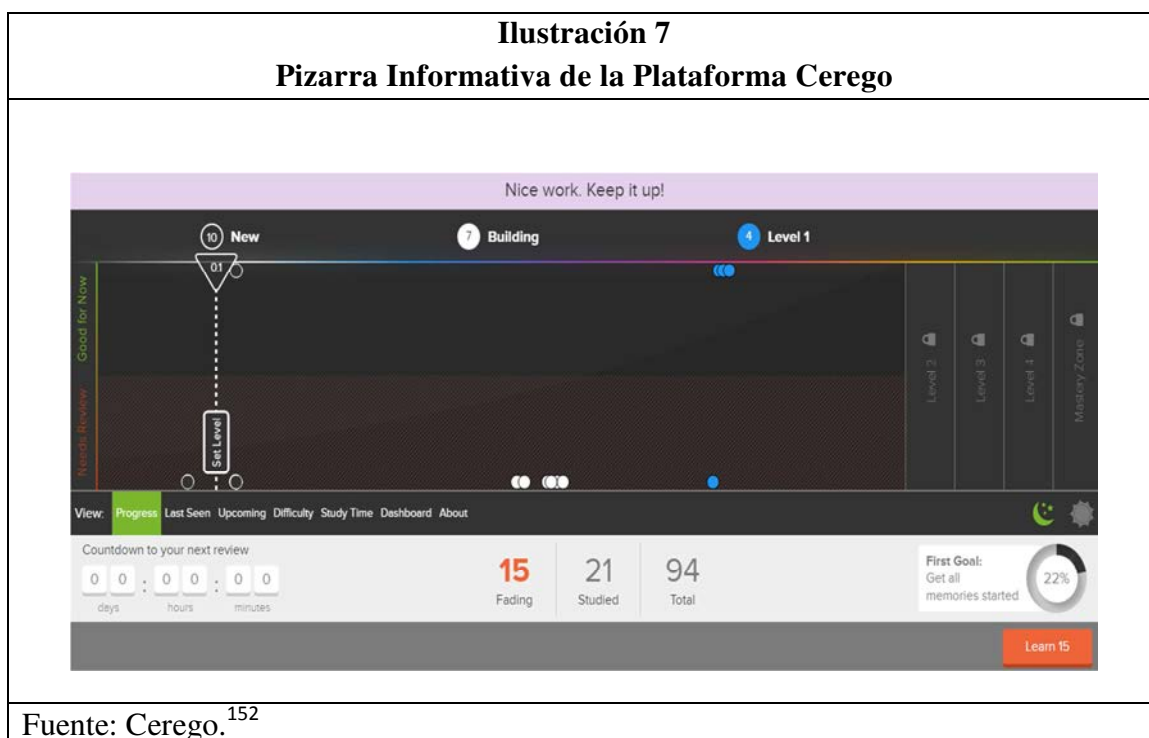 Ilustración 7
Pizarra Informativa de la Plataforma Cerego
Nice work. Keep it up!
10 New
7 Building
4 Level 1
0.1
Good for Now
Needs Review
Set Level
Level 2
Level 3
Level 4
Mastery Zone
View: Progress Last Seen Upcoming Difficulty Study Time Dashboard About
Countdown to your next review
0 0 : 0 0 : 0 0
days hours minutes
15 21 94
Fading Studied Total
First Goal:
Get all
memories started
22%
Learn 15
Fuente: Cerego.152